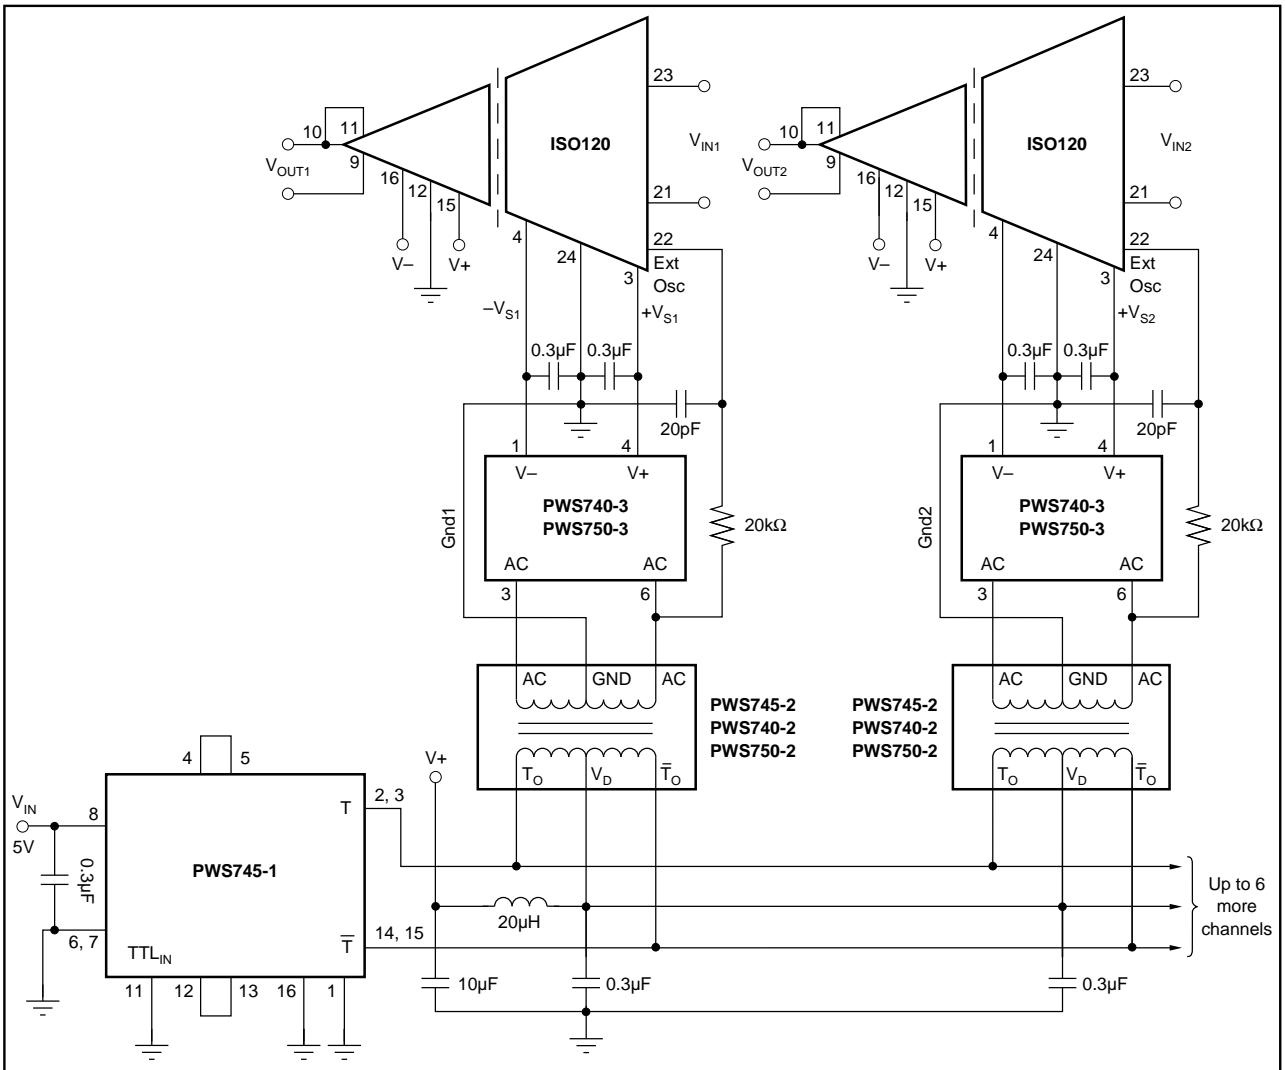 23
23
10
11
ISO120
V_IN1
10
11
ISO120
V_IN2
V_OUT1
9
V_OUT2
9
16
12
15
21
16
12
15
21
4
22
4
22
V–
V+
24
Ext
Osc
V–
V+
24
Ext
Osc
3
3
–V_S1
+V_S1
+V_S2
0.3µF
0.3µF
0.3µF
0.3µF
20pF
20pF
1
4
1
4
V–
V+
V–
V+
Gnd1
PWS740-3
PWS750-3
20kΩ
Gnd2
PWS740-3
PWS750-3
20kΩ
AC
AC
AC
AC
3
6
3
6
AC
GND
AC
AC
GND
AC
PWS745-2
PWS740-2
PWS750-2
PWS745-2
PWS740-2
PWS750-2
T_O
V_D
T̅_O
T_O
V_D
T̅_O
4
5
V+
V_IN
8
T
2, 3
5V
0.3µF
PWS745-1
Up to 6
more
channels
20µH
6, 7
TTL_IN
T̅
14, 15
11
12
13
16
1
10µF
0.3µF
0.3µF